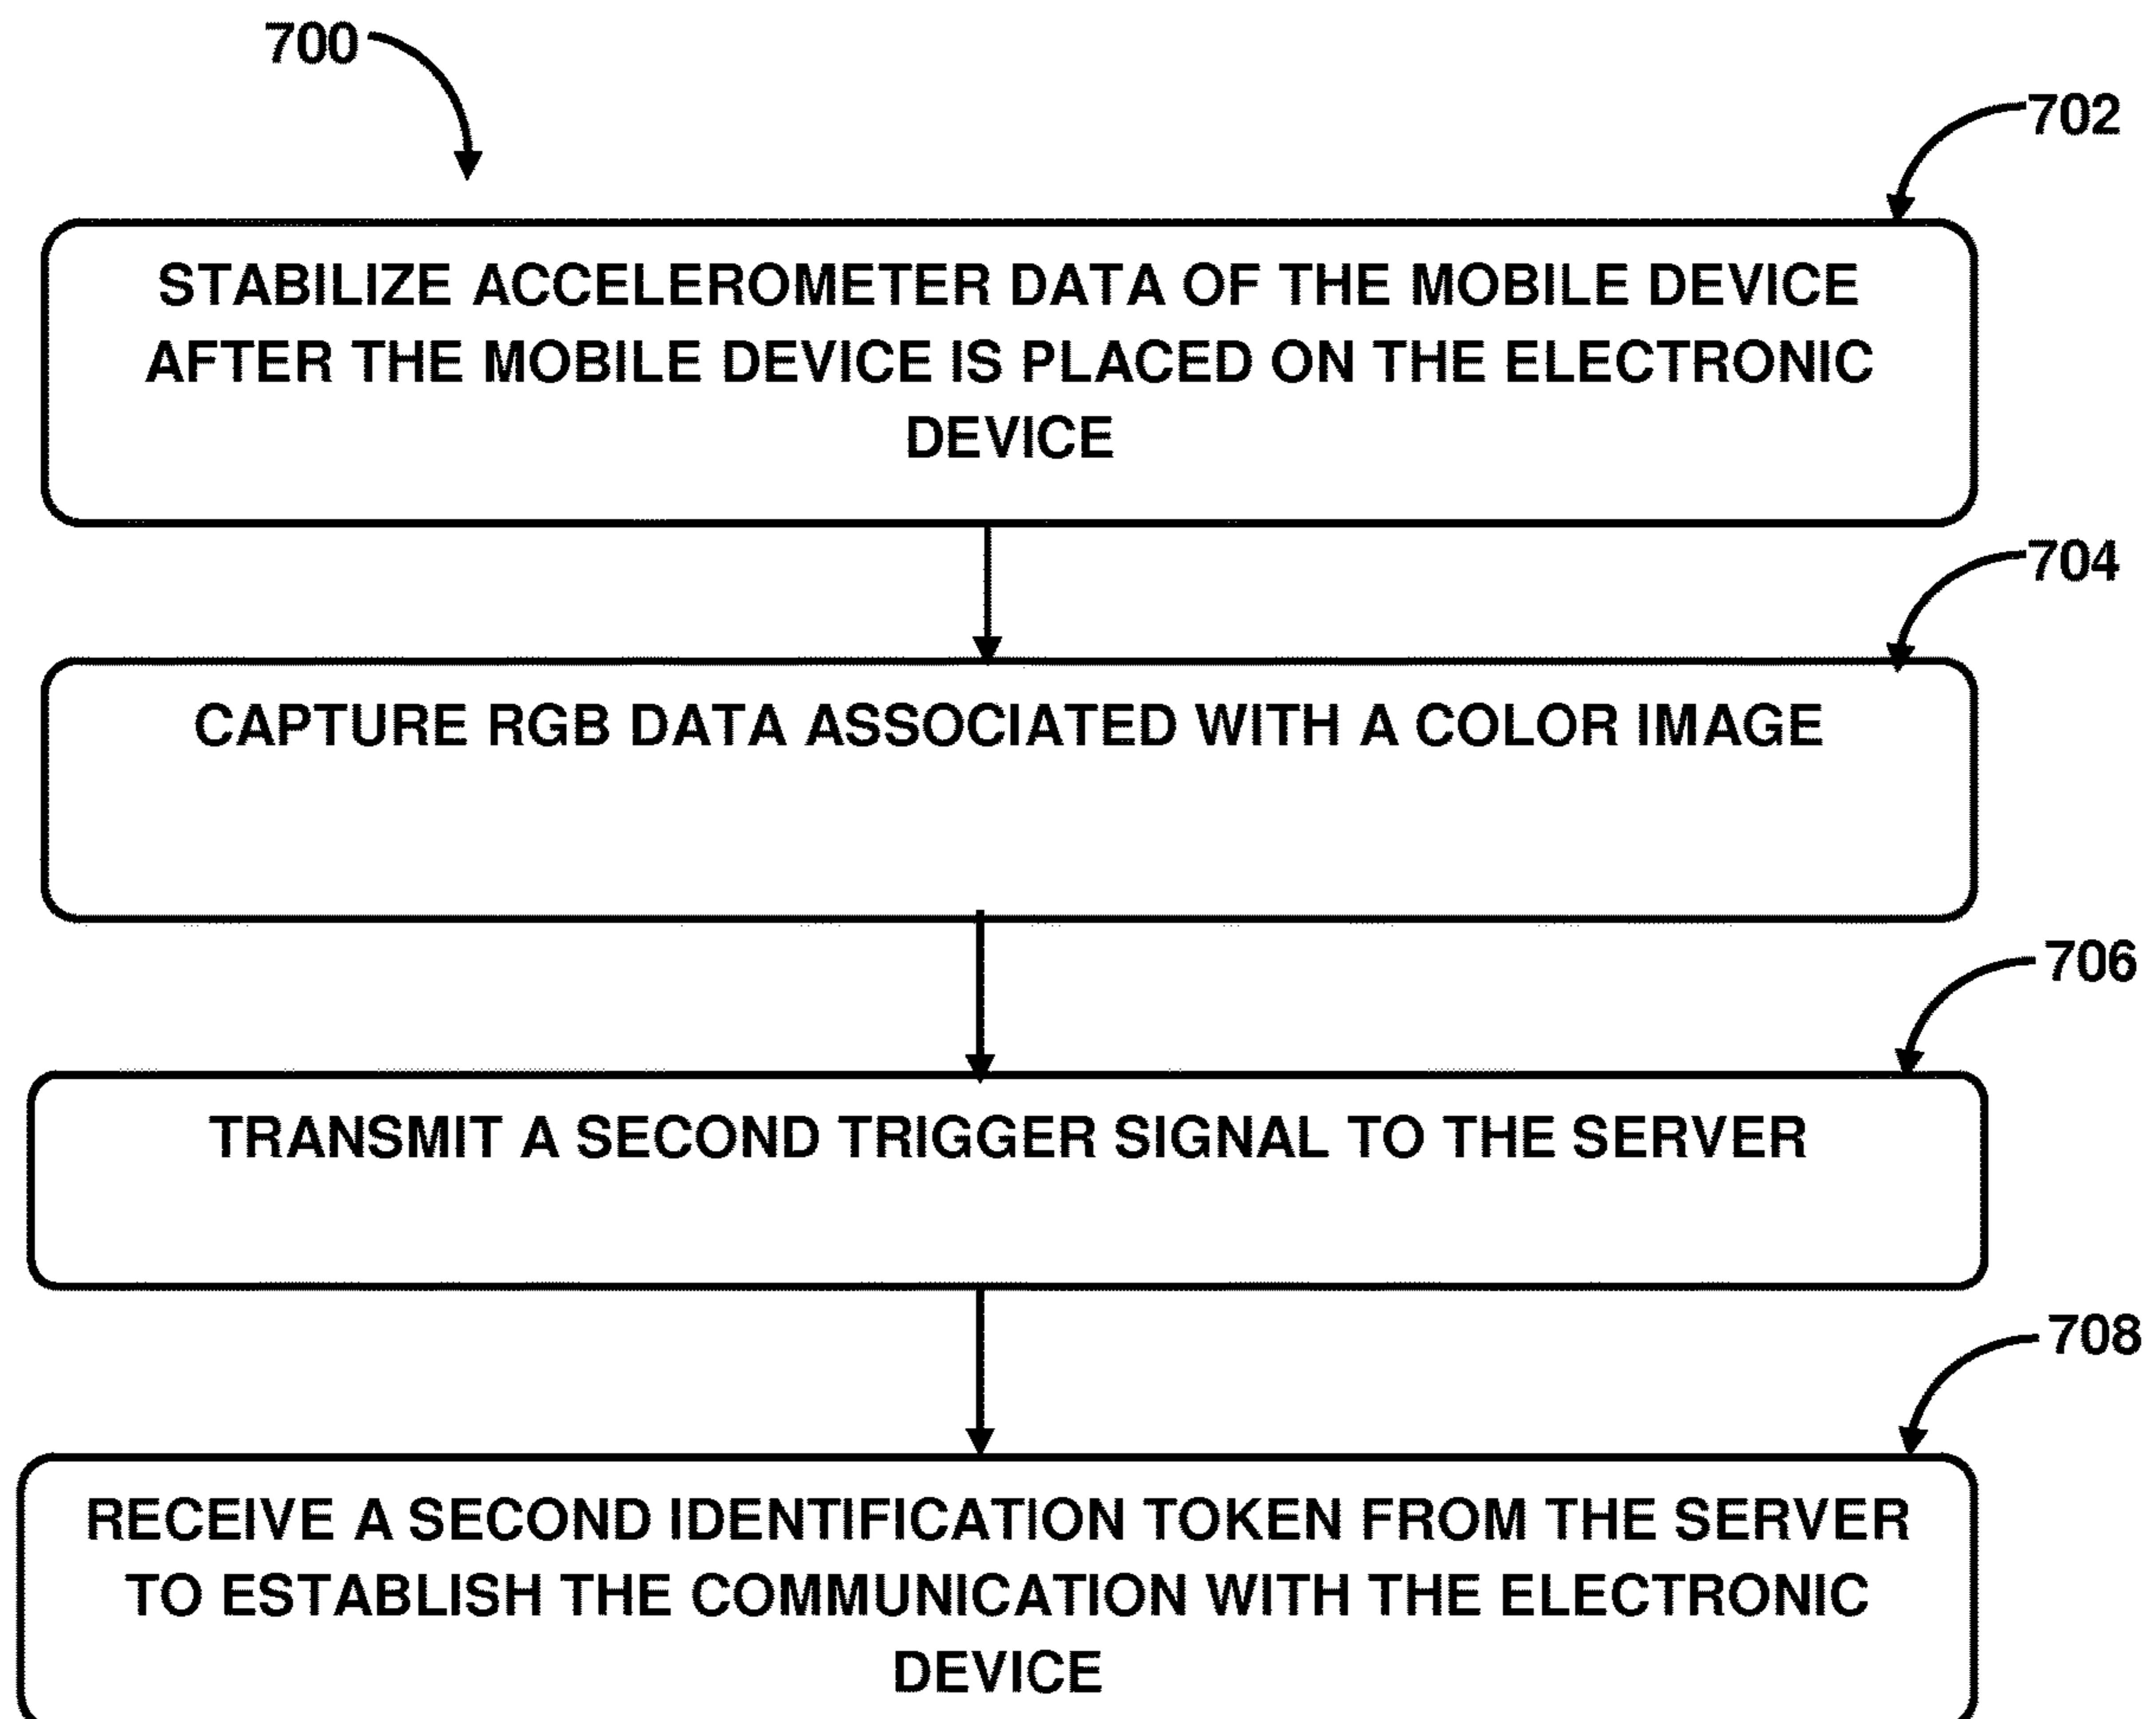 700
702
STABILIZE ACCELEROMETER DATA OF THE MOBILE DEVICE
AFTER THE MOBILE DEVICE IS PLACED ON THE ELECTRONIC
DEVICE
704
CAPTURE RGB DATA ASSOCIATED WITH A COLOR IMAGE
706
TRANSMIT A SECOND TRIGGER SIGNAL TO THE SERVER
708
RECEIVE A SECOND IDENTIFICATION TOKEN FROM THE SERVER
TO ESTABLISH THE COMMUNICATION WITH THE ELECTRONIC
DEVICE